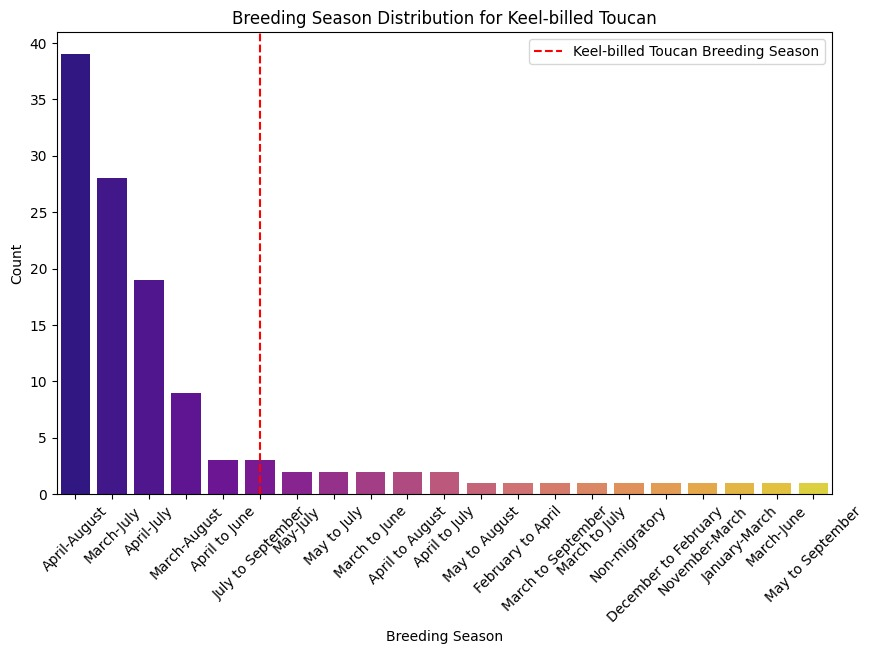 Breeding Season Distribution for Keel-billed Toucan
Keel-billed Toucan Breeding Season
Count
40
35
30
25
20
15
10
5
0
April-August
March-July
April-July
March-August
April to June
July to September
May-July
May to July
March to June
April to August
April to July
May to August
February to April
March to September
March to July
Non-migratory
December to February
November-March
January-March
March-June
May to September
Breeding Season